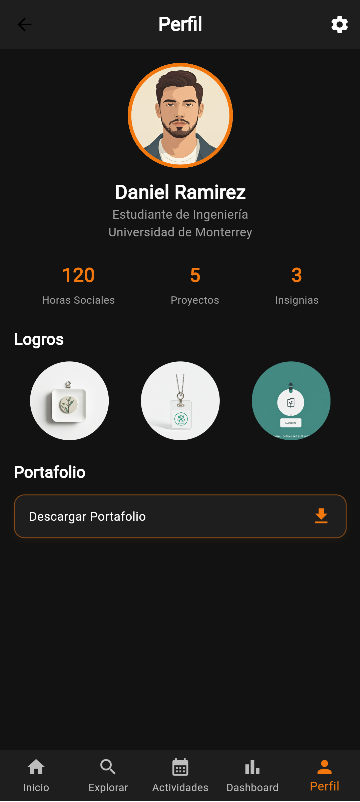 Perfil
Daniel Ramirez
Estudiante de Ingeniería
Universidad de Monterrey
120
5
3
Horas Sociales
Proyectos
Insignias
Logros
Portafolio
Descargar Portafolio
Inicio
Explorar
Actividades
Dashboard
Perfil